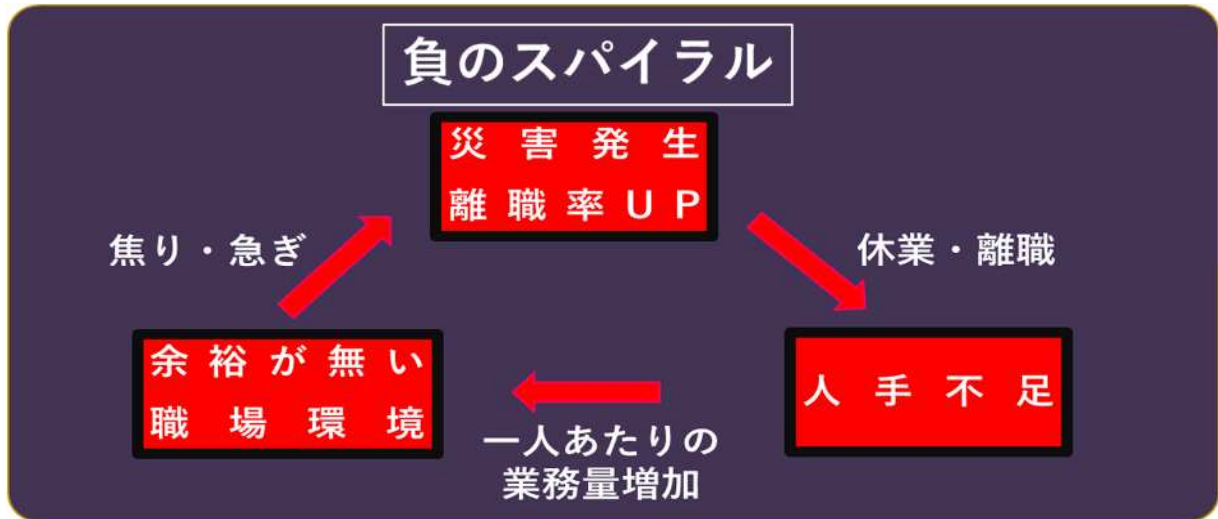 負のスパイラル
災害発生
離職率UP
焦り・急ぎ
休業・離職
余裕が無い
職場環境
人手不足
一人あたりの
業務量増加